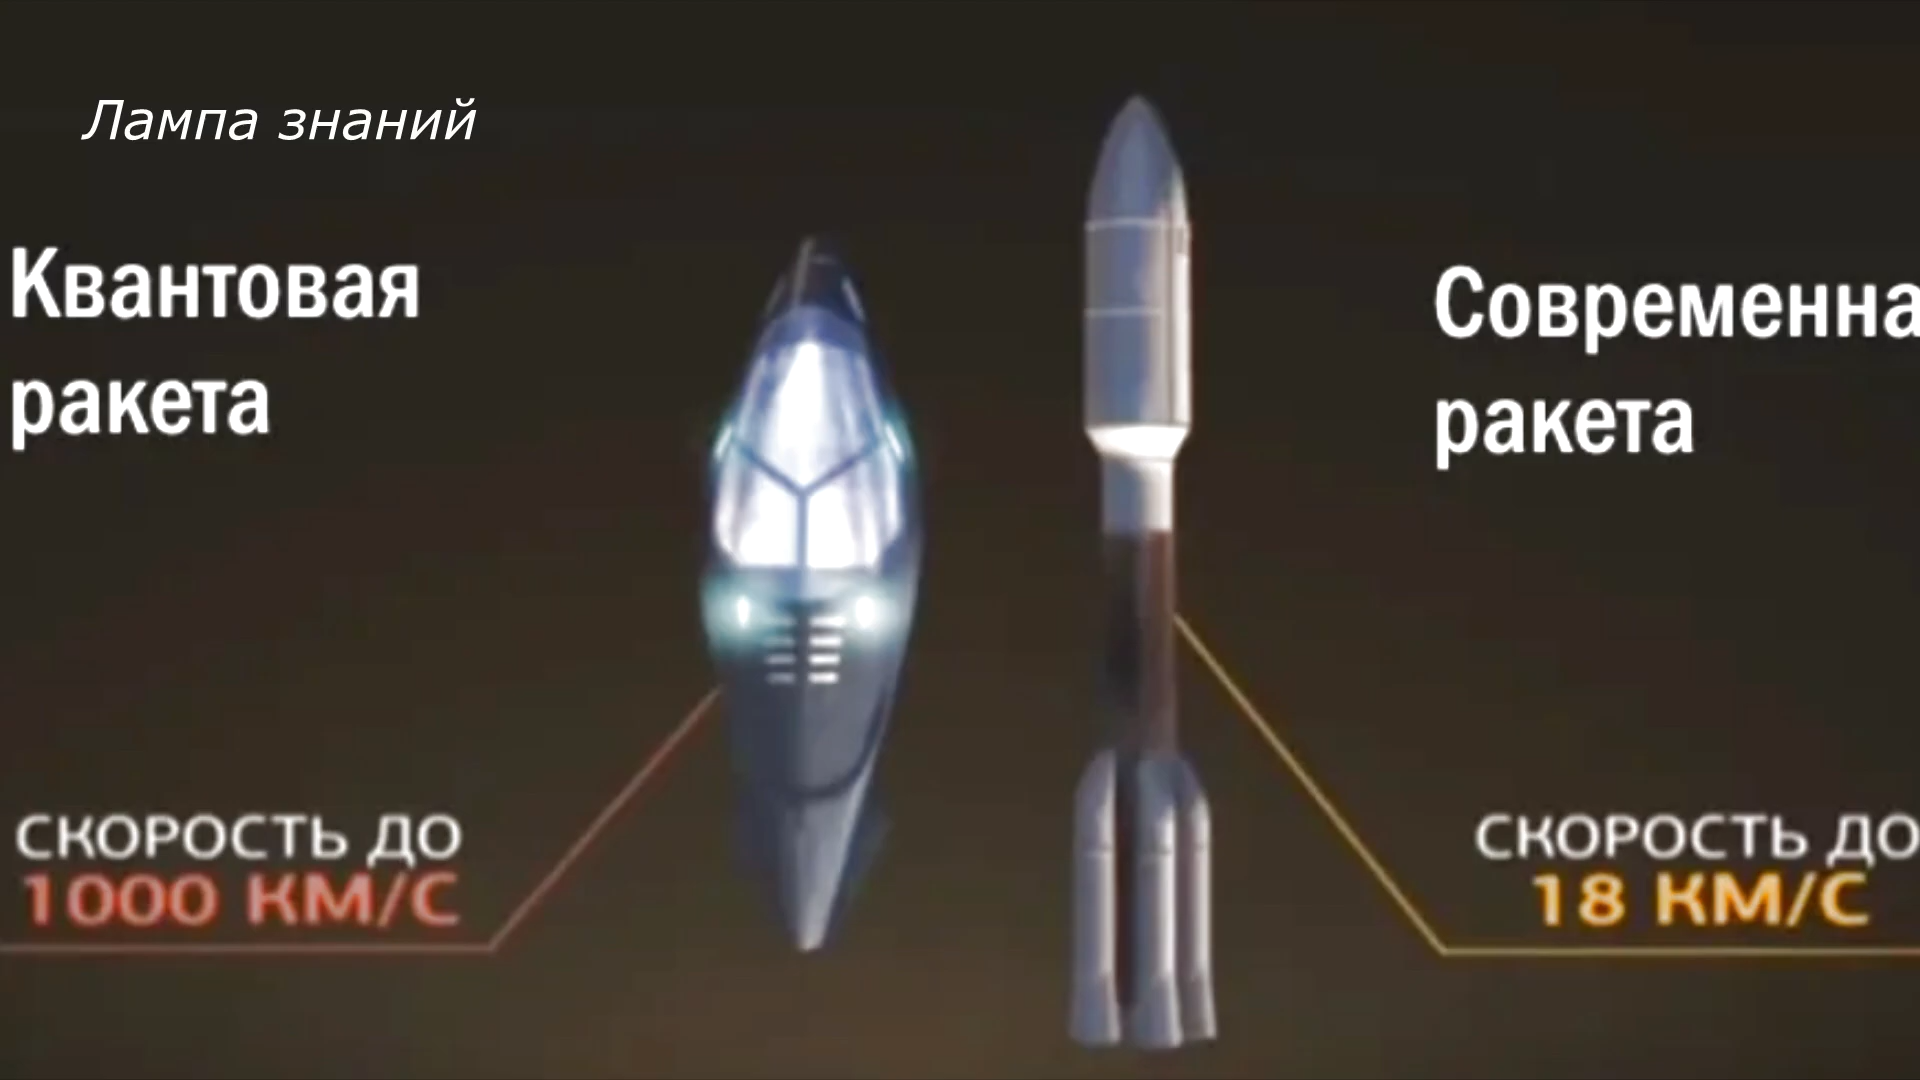 Лампа знаний
Квантовая
ракета
Современна
ракета
СКОРОСТЬ ДО
1000 КМ/С
СКОРОСТЬ ДО
18 КМ/С